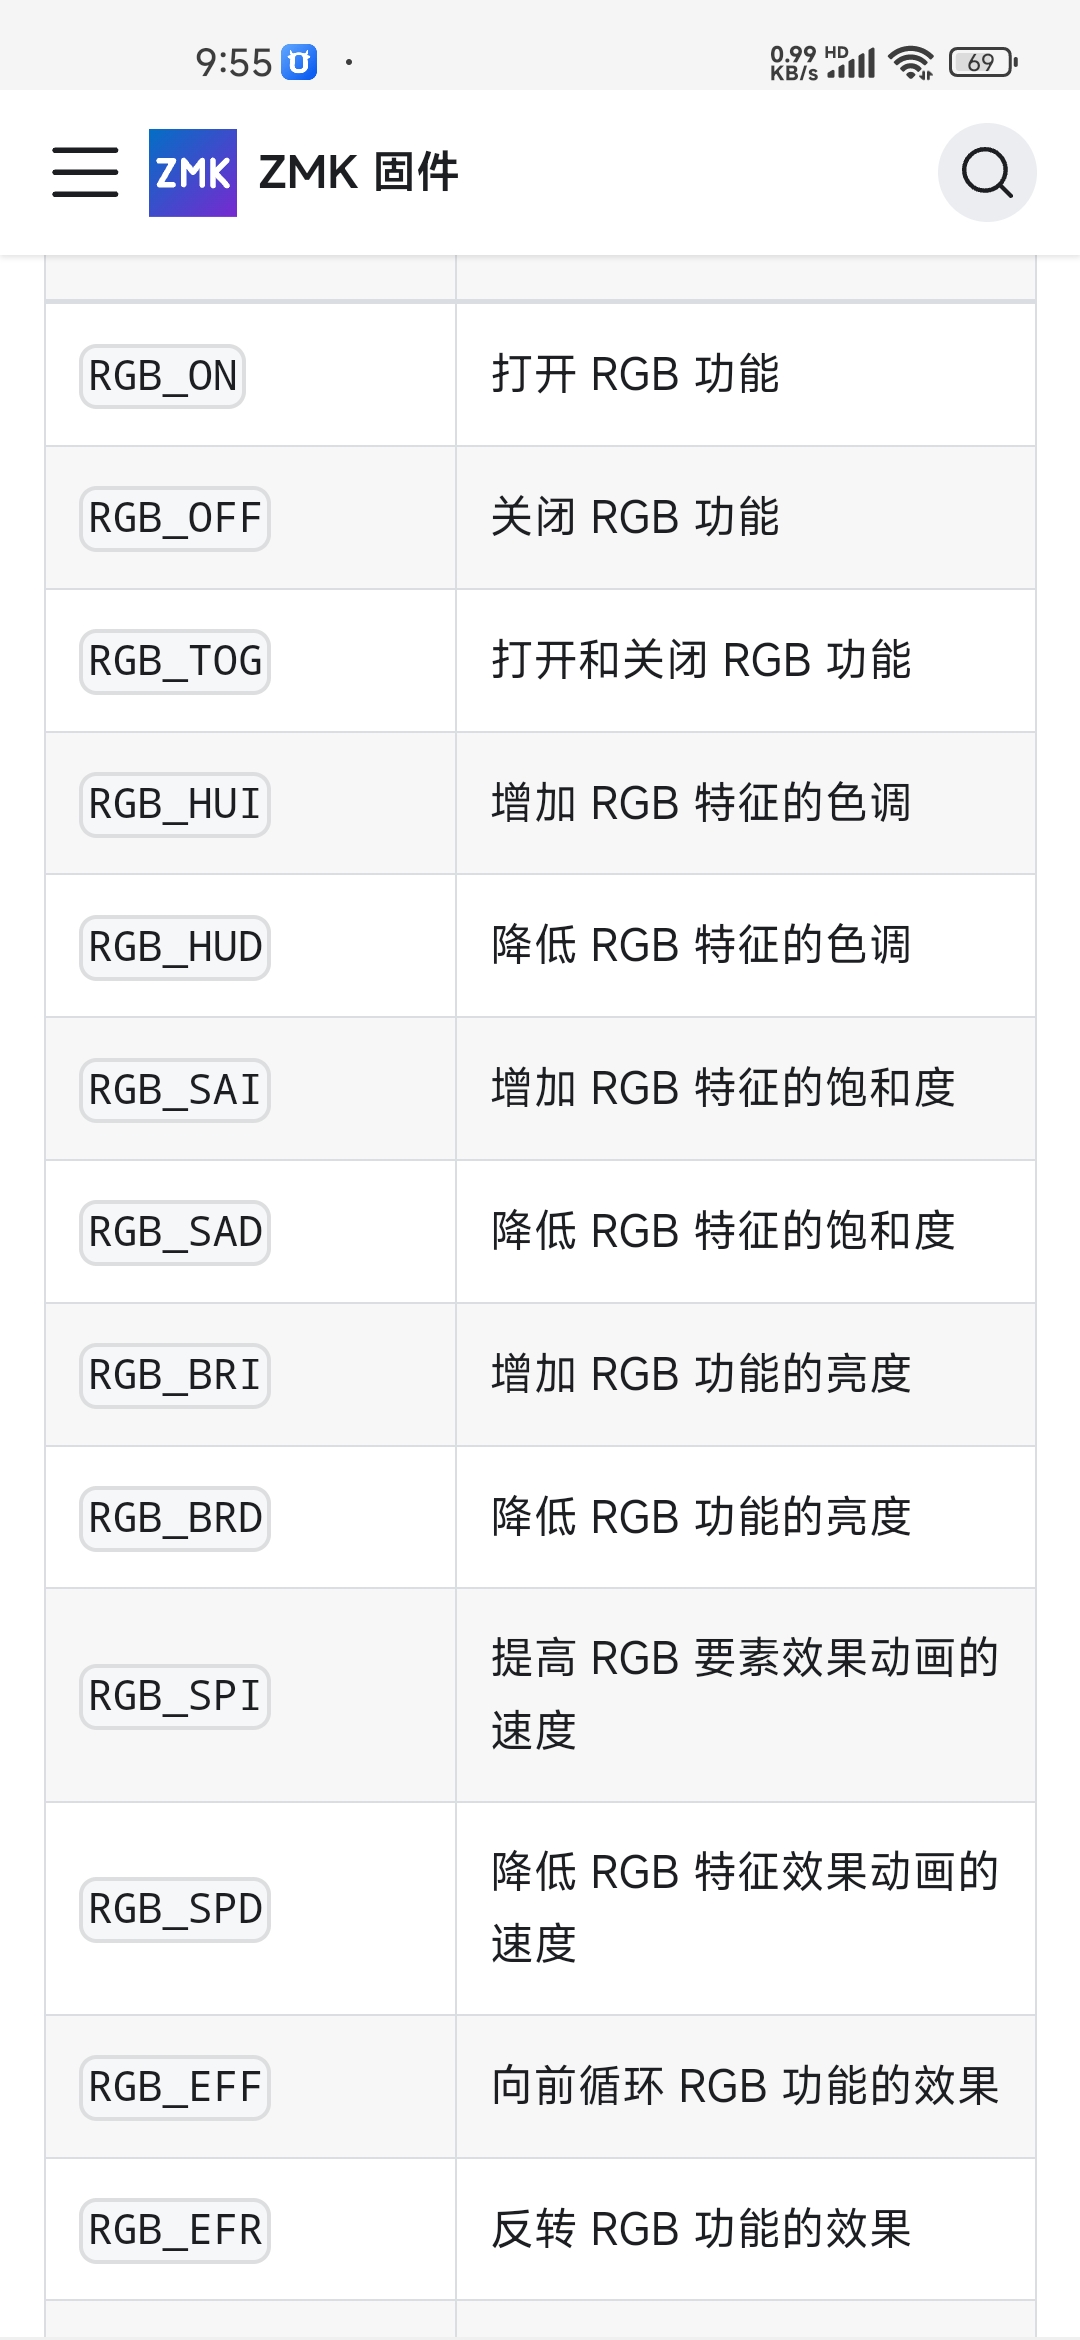 9:55
0.99 KB/s HD 69
ZMK ZMK 固件
RGB_ON 打开 RGB 功能
RGB_OFF 关闭 RGB 功能
RGB_TOG 打开和关闭 RGB 功能
RGB_HUI 增加 RGB 特征的色调
RGB_HUD 降低 RGB 特征的色调
RGB_SAI 增加 RGB 特征的饱和度
RGB_SAD 降低 RGB 特征的饱和度
RGB_BRI 增加 RGB 功能的亮度
RGB_BRD 降低 RGB 功能的亮度
RGB_SPI 提高 RGB 要素效果动画的
速度
RGB_SPD 降低 RGB 特征效果动画的
速度
RGB_EFF 向前循环 RGB 功能的效果
RGB_EFR 反转 RGB 功能的效果